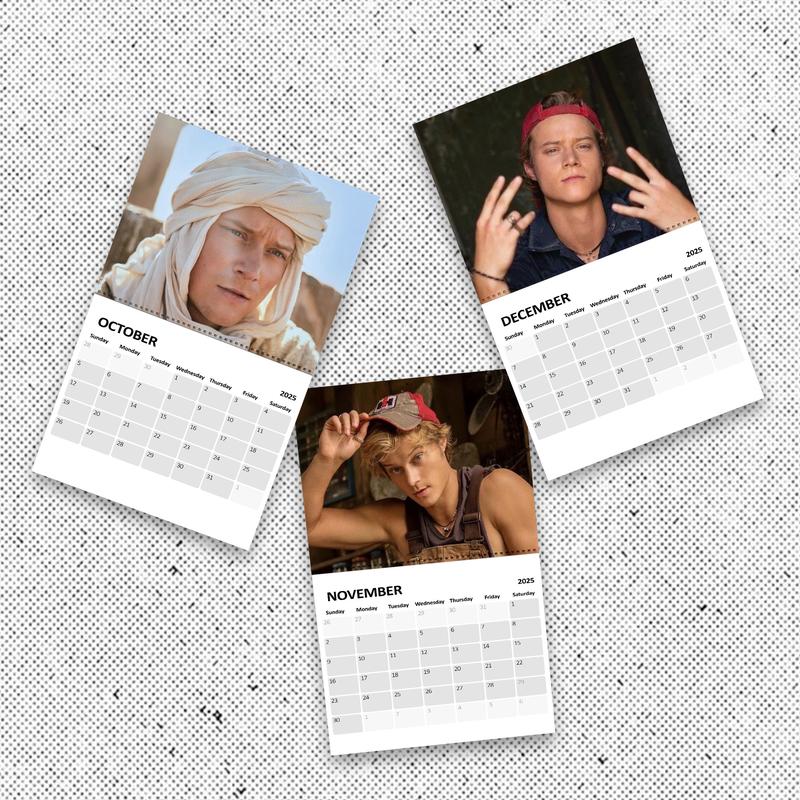 OCTOBER 2025
Sunday Monday Tuesday Wednesday Thursday Friday Saturday
28 29 30 1 2 3 4
5 6 7 8 9 10 11
12 13 14 15 16 17 18
19 20 21 22 23 24 25
26 27 28 29 30 31 1
DECEMBER 2025
Sunday Monday Tuesday Wednesday Thursday Friday Saturday
30 1 2 3 4 5 6
7 8 9 10 11 12 13
14 15 16 17 18 19 20
21 22 23 24 25 26 27
28 29 30 31 1 2 3
NOVEMBER 2025
Sunday Monday Tuesday Wednesday Thursday Friday Saturday
26 27 28 29 30 31 1
2 3 4 5 6 7 8
9 10 11 12 13 14 15
16 17 18 19 20 21 22
23 24 25 26 27 28 29
30 1 2 3 4 5 6